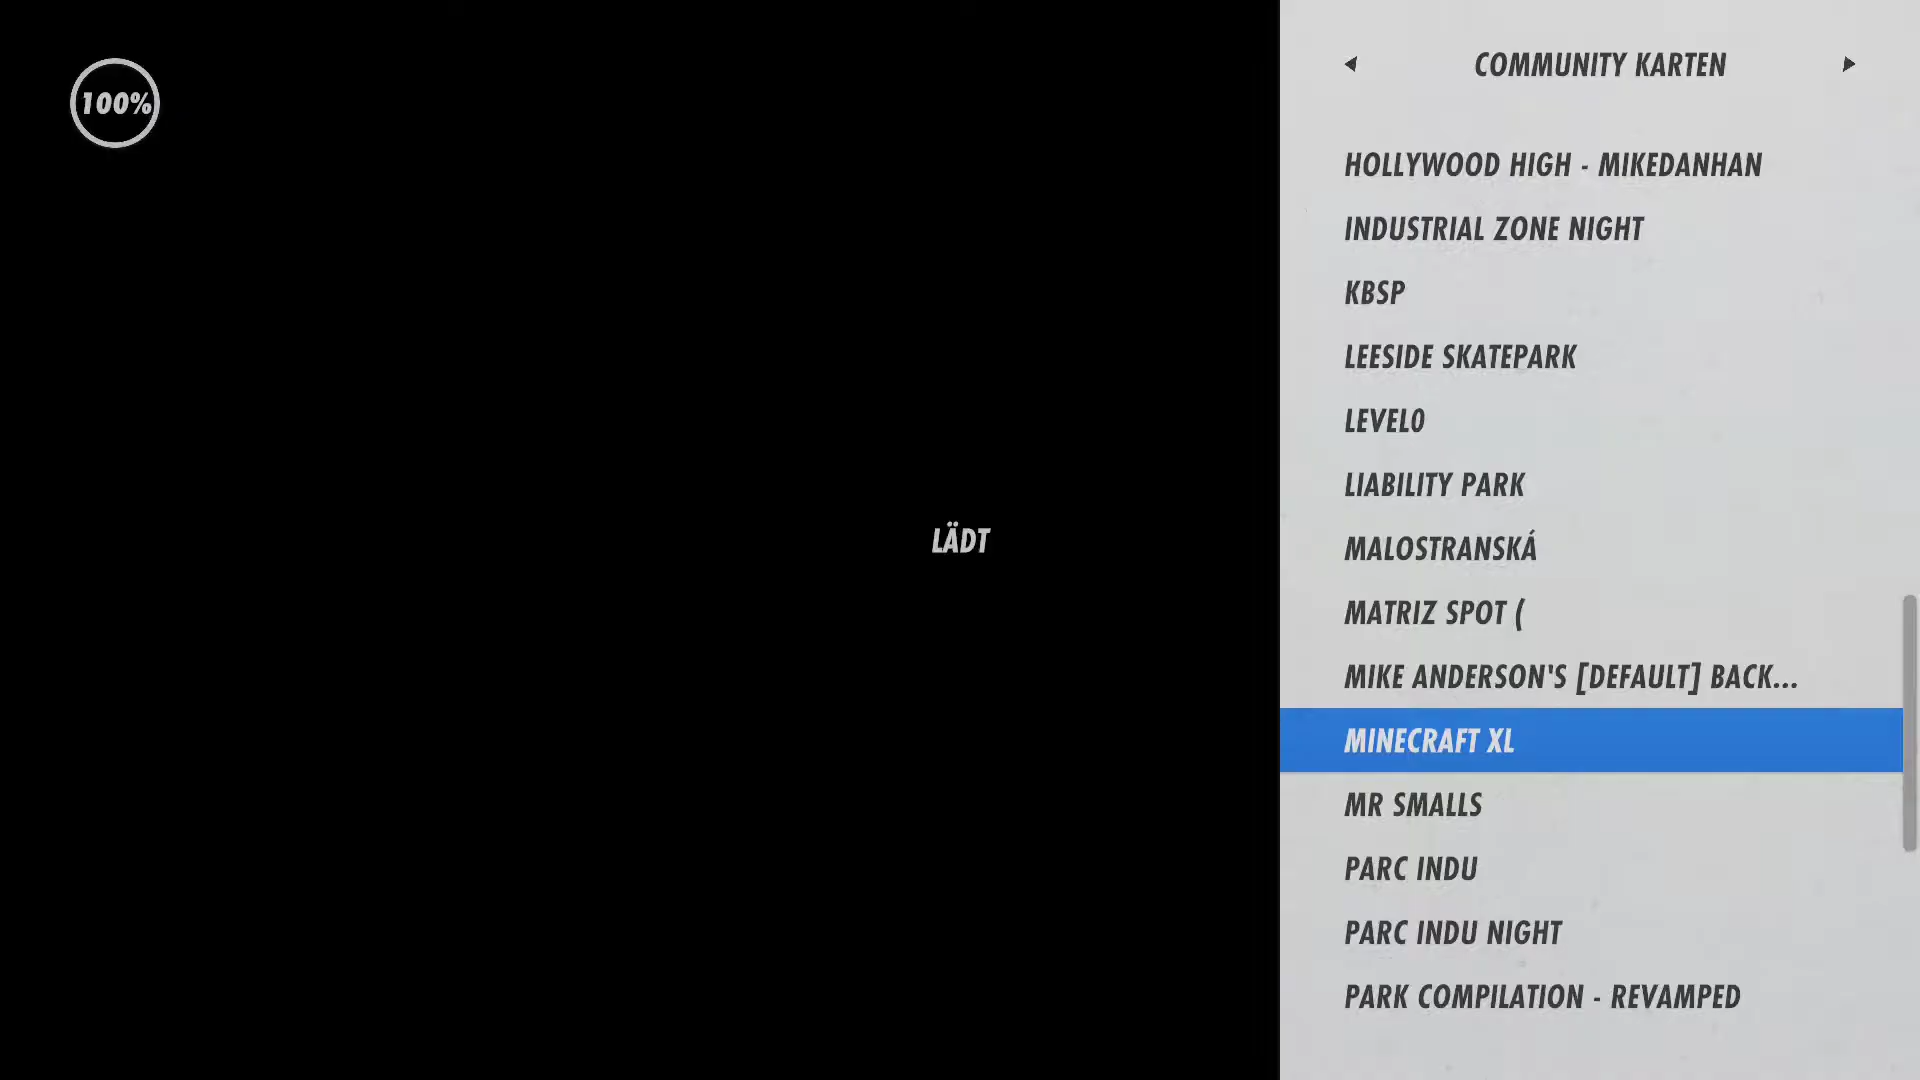 100%
LÄDT
COMMUNITY KARTEN
HOLLYWOOD HIGH - MIKEDANHAN
INDUSTRIAL ZONE NIGHT
KBSP
LEESIDE SKATEPARK
LEVEL0
LIABILITY PARK
MALOSTRANSKÁ
MATRIZ SPOT (
MIKE ANDERSON'S [DEFAULT] BACK...
MINECRAFT XL
MR SMALLS
PARC INDU
PARC INDU NIGHT
PARK COMPILATION - REVAMPED